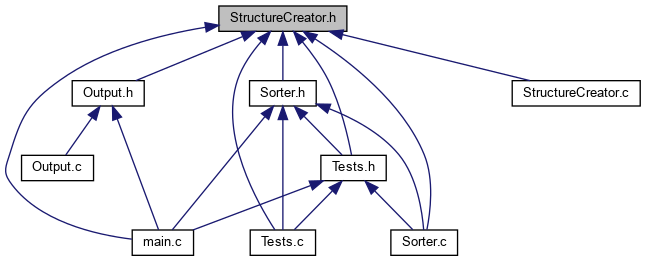 StructureCreator.h
Output.h
Sorter.h
StructureCreator.c
Output.c
Tests.h
main.c
Tests.c
Sorter.c